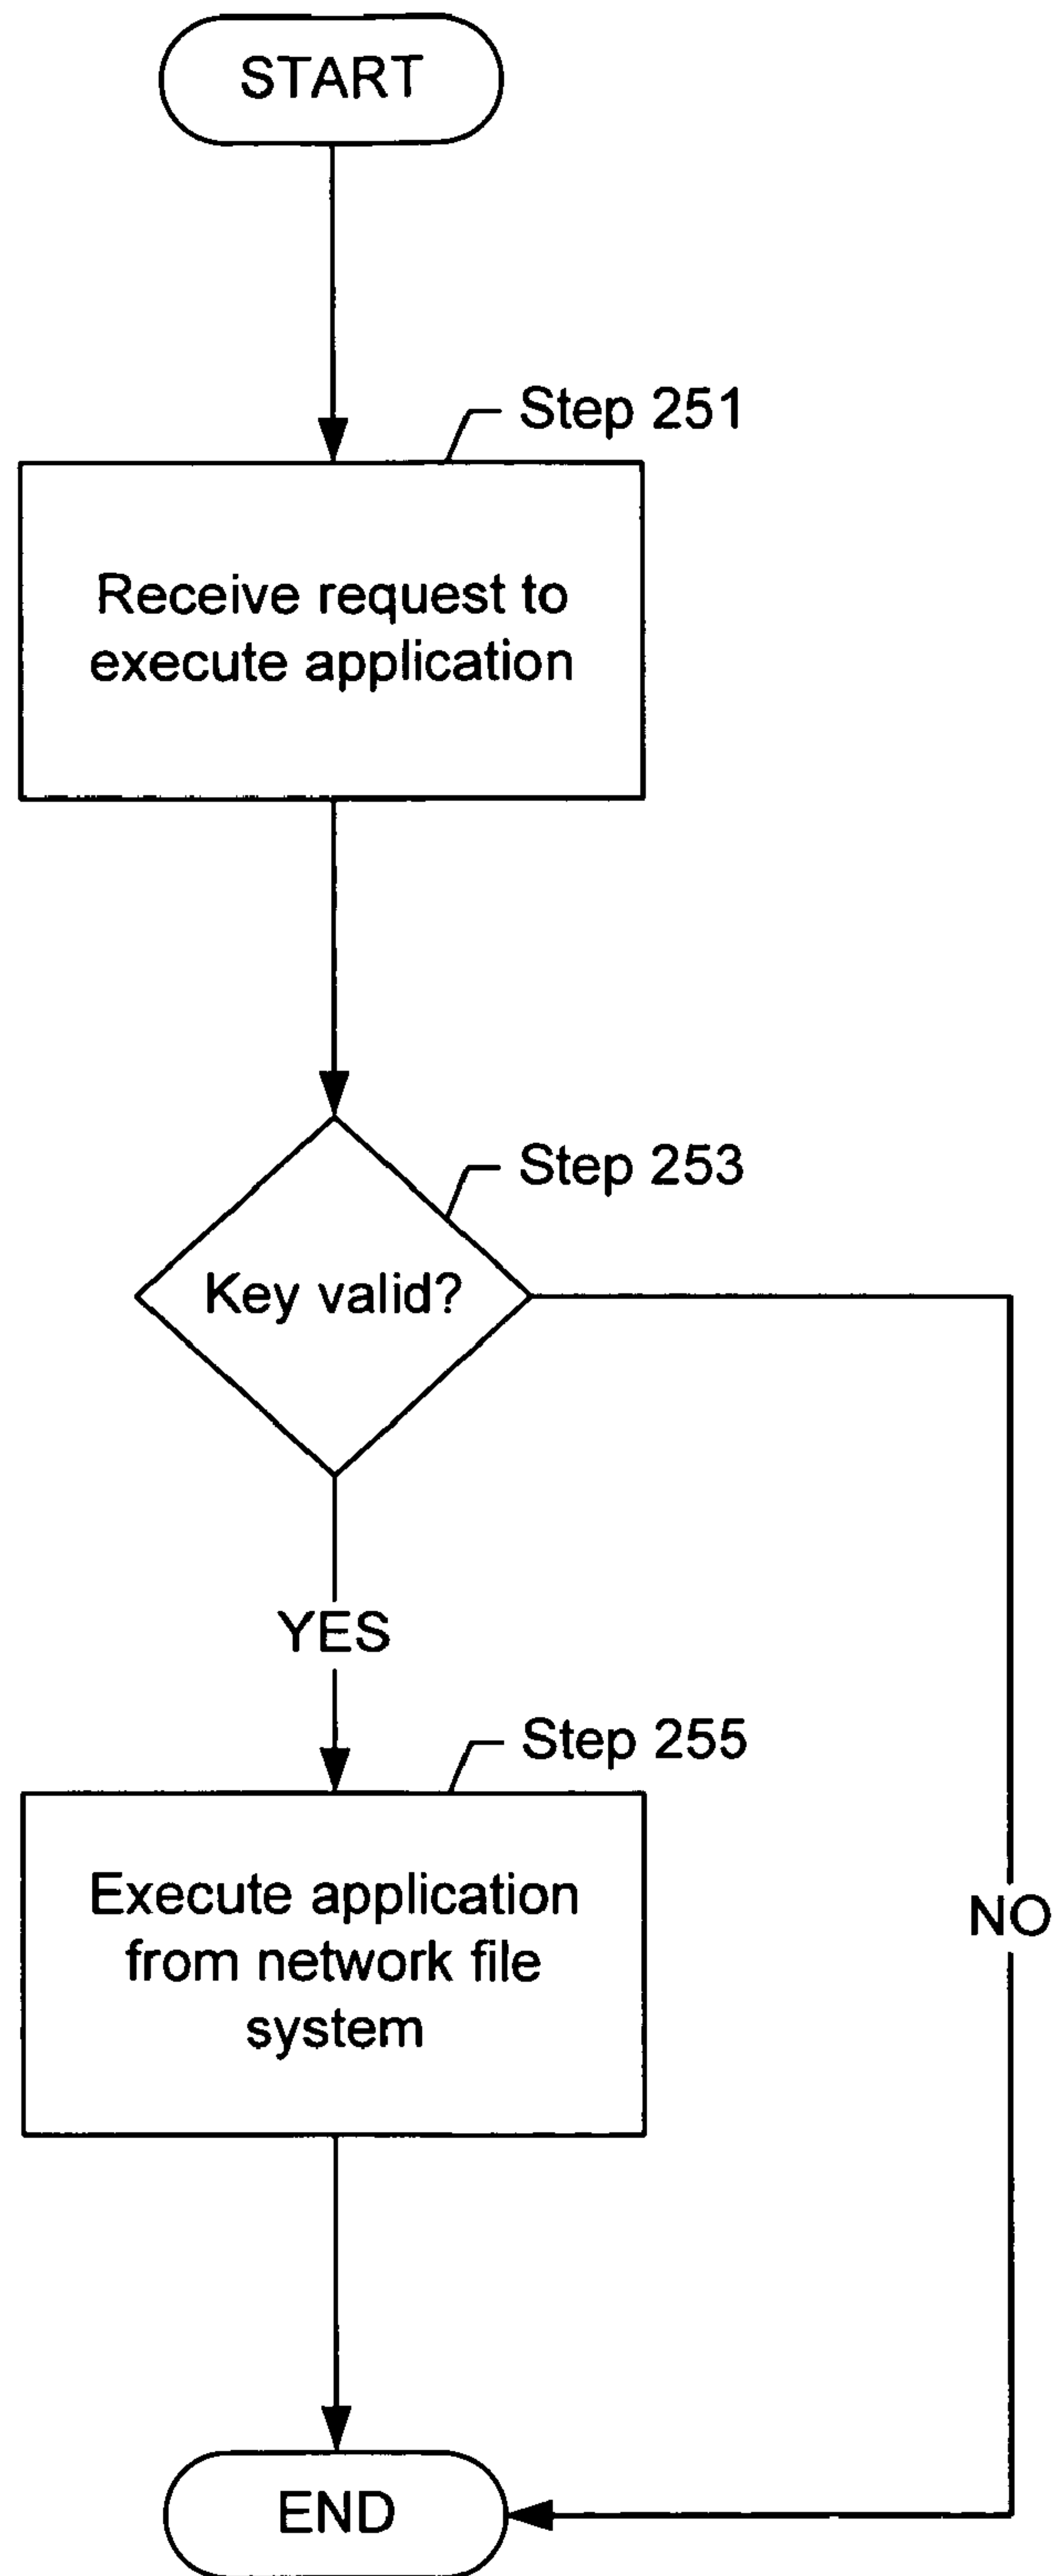 START
Step 251
Receive request to
execute application
Step 253
Key valid?
YES
Step 255
Execute application
from network file
system
NO
END